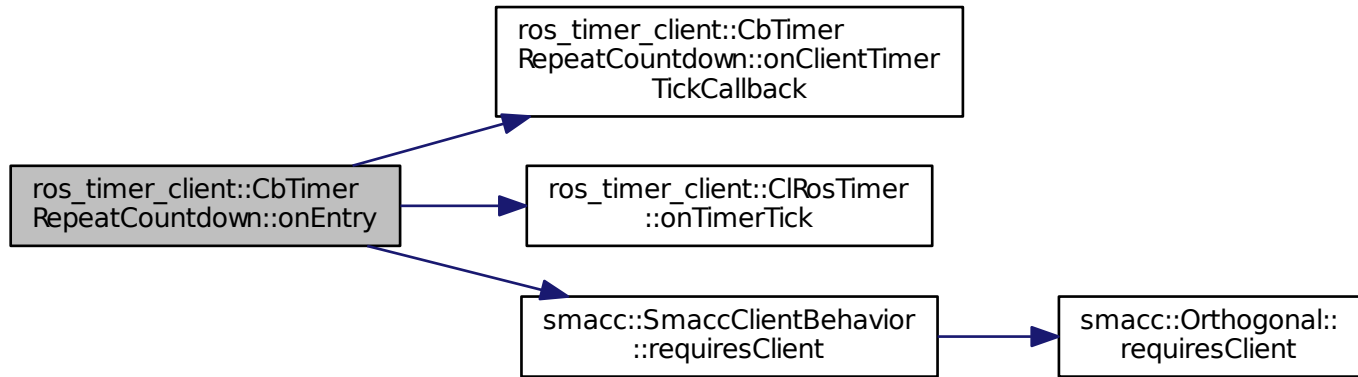 ros_timer_client::CbTimer
RepeatCountdown::onClientTimer
TickCallback
ros_timer_client::CbTimer
RepeatCountdown::onEntry
ros_timer_client::ClRosTimer
::onTimerTick
smacc::SmaccClientBehavior
::requiresClient
smacc::Orthogonal::
requiresClient